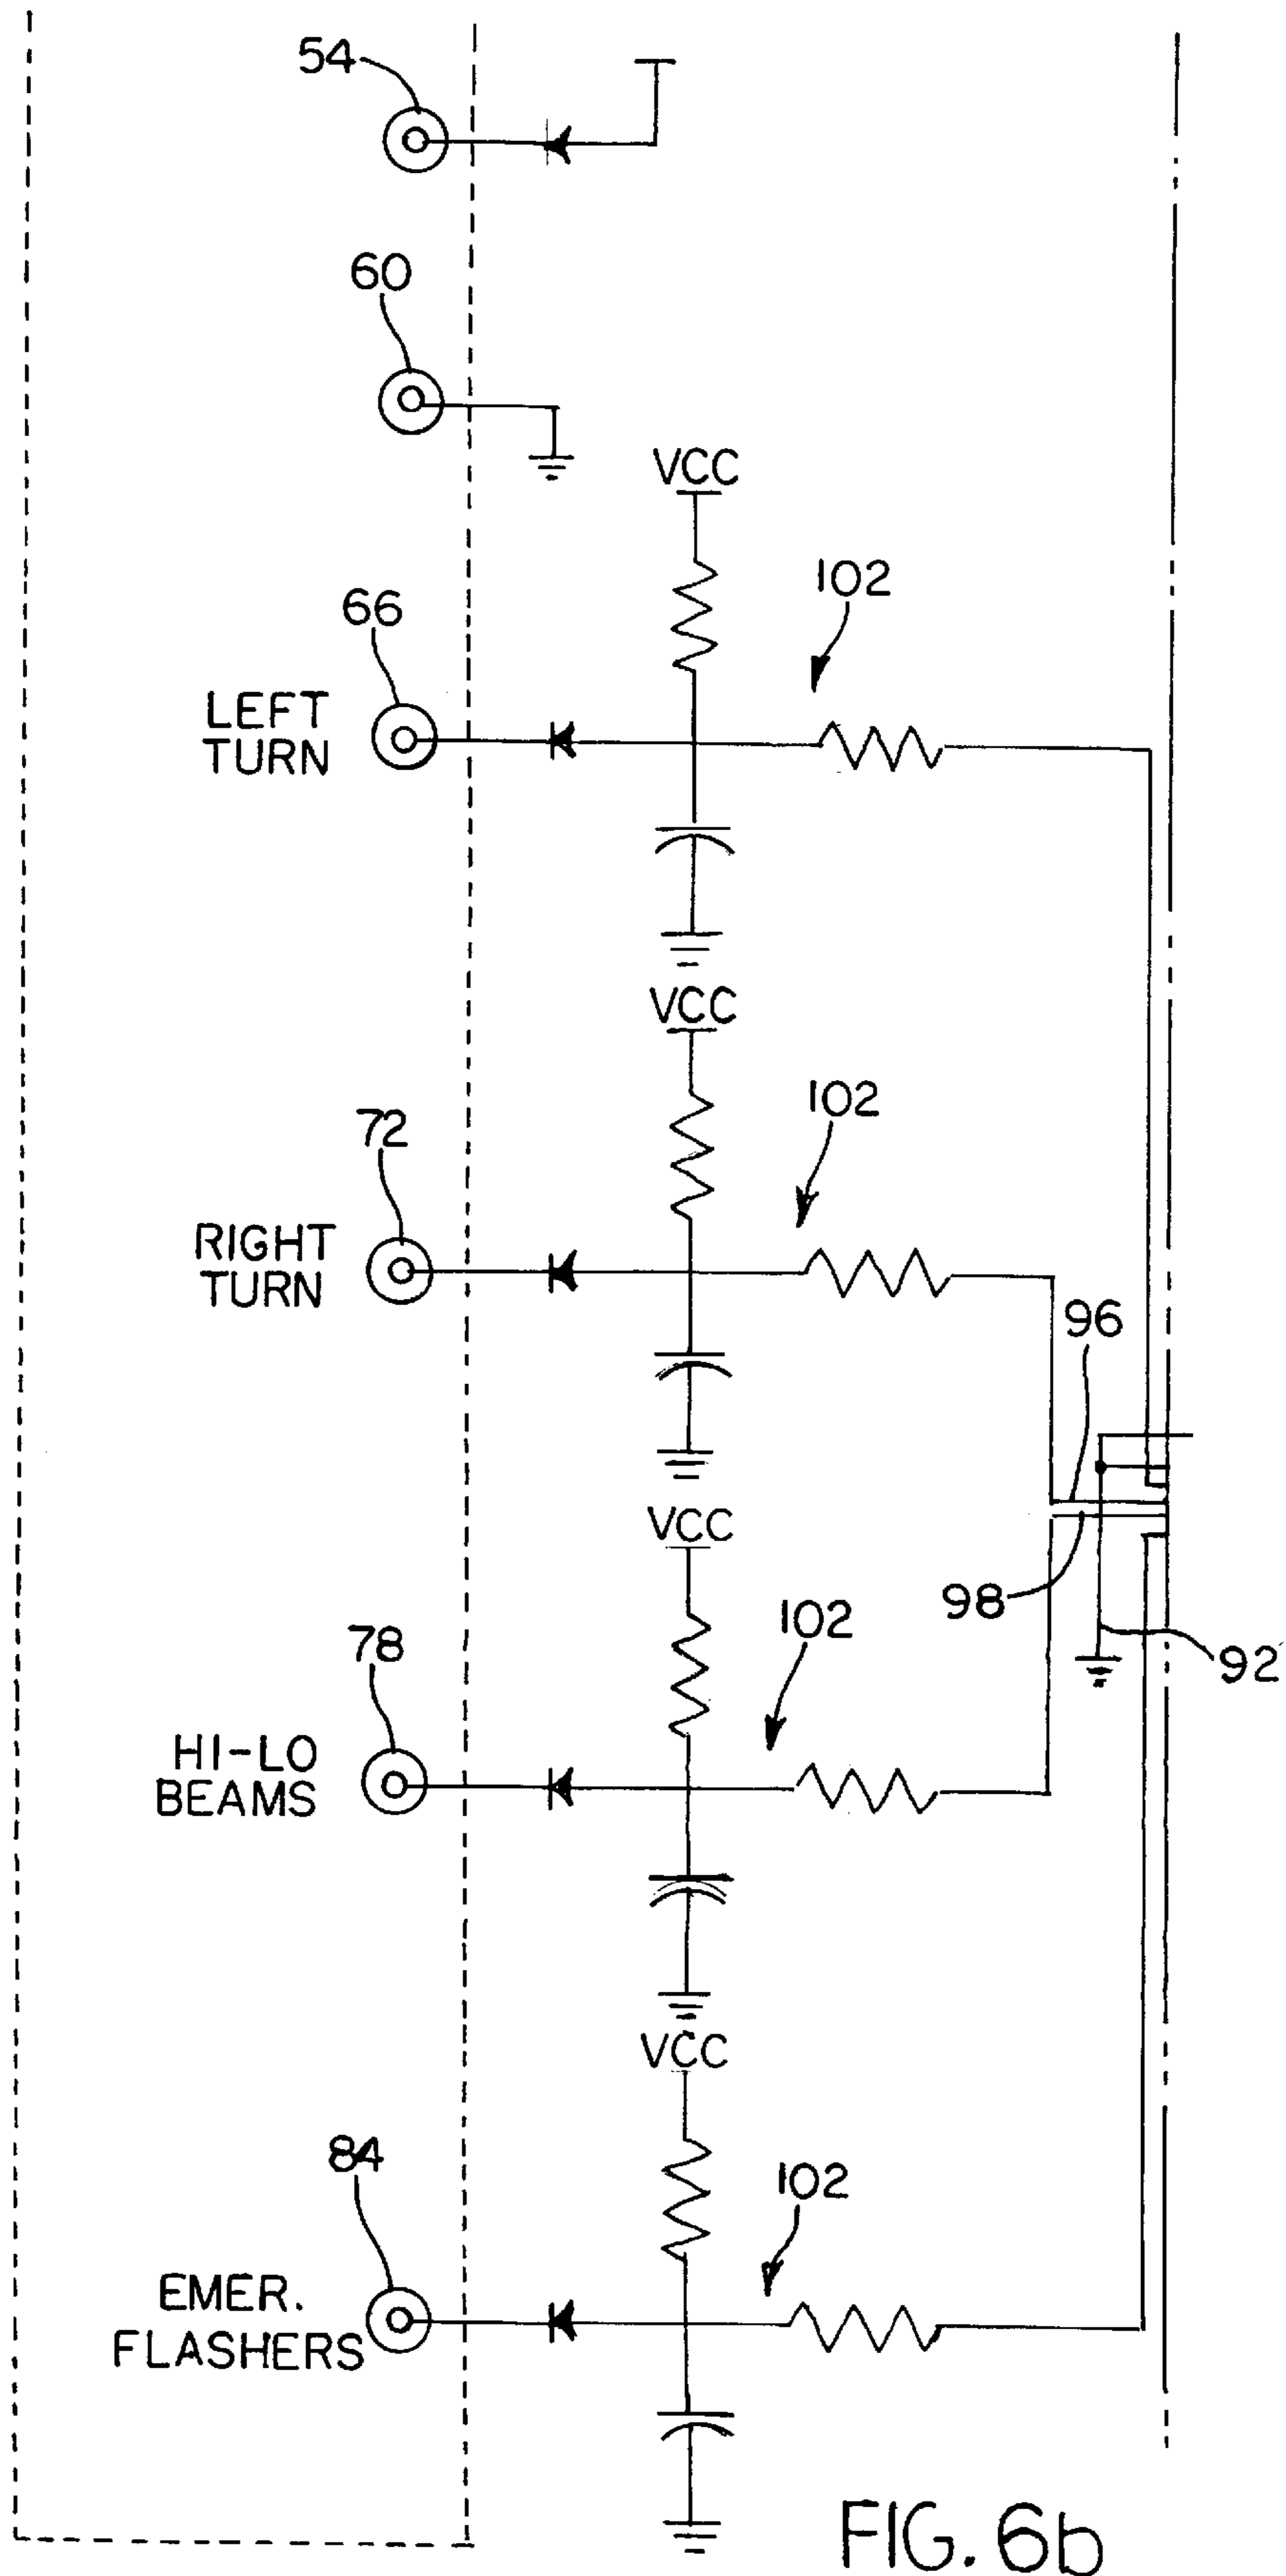 54
60
VCC
102
66
LEFT
TURN
VCC
102
72
RIGHT
TURN
96
VCC
98
102
78
92
HI-LO
BEAMS
VCC
84
102
EMER.
FLASHERS
FIG. 6b